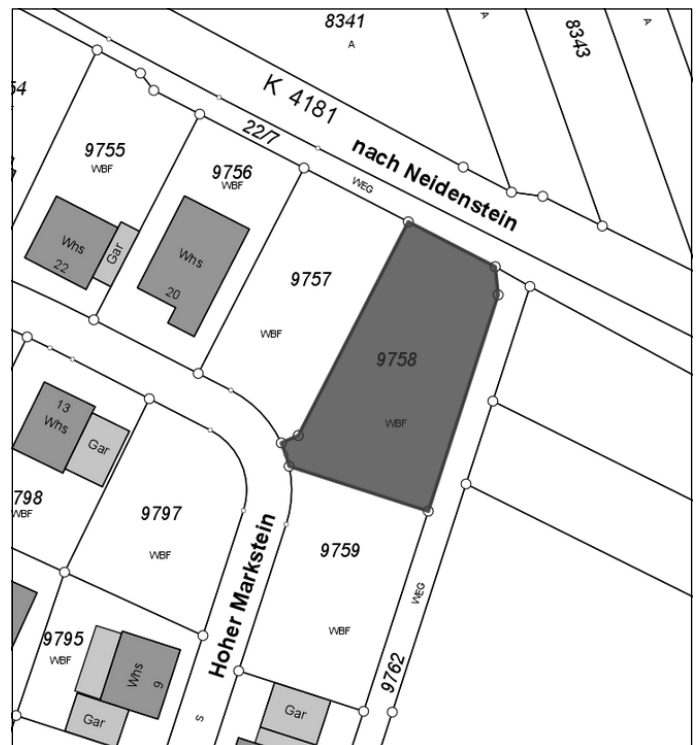 8341
A
A
8343
A
K 4181
54
22/7
nach Neidenstein
9755
WBF
9756
WBF
WEG
Whs
22
Gar
Whs
20
9757
WBF
9758
WBF
13
Whs
Gar
798
WBF
9797
WBF
9759
WBF
Hoher Markstein
WEG
9795
WBF
Whs
9
Gar
S
Gar
9762